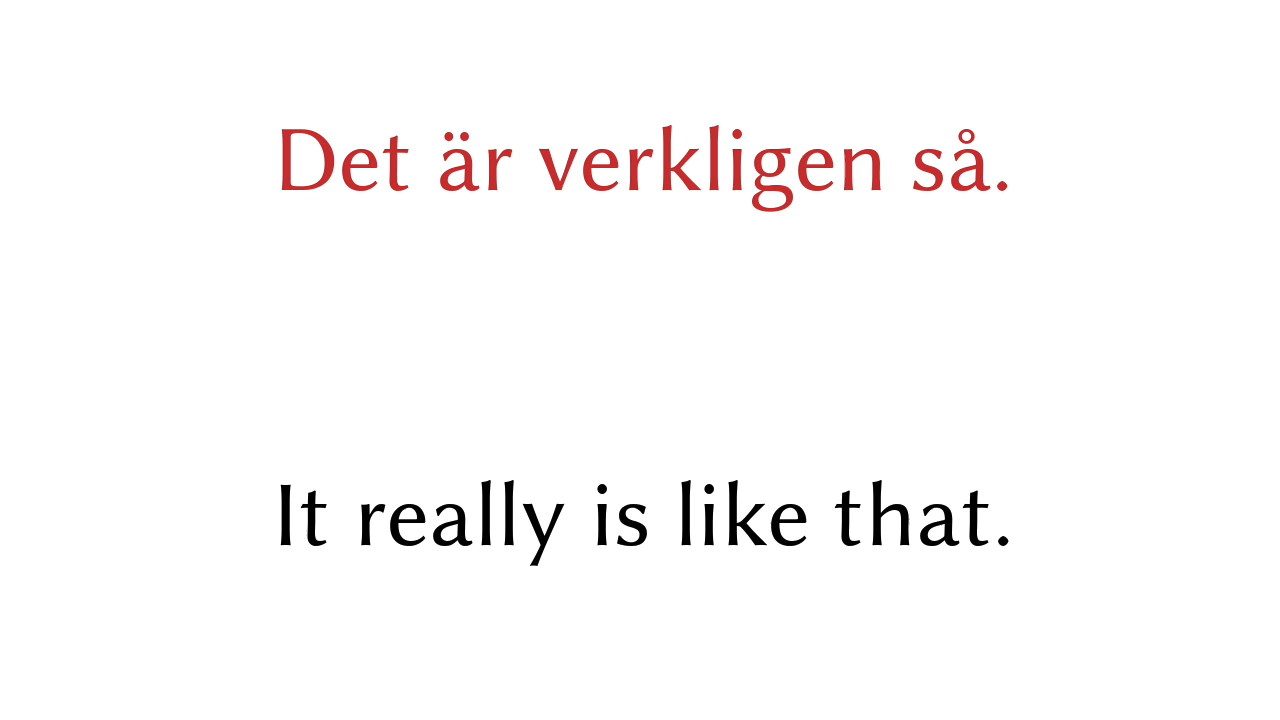 Det är verkligen så.
It really is like that.